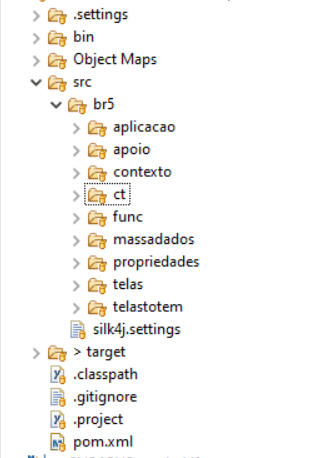 .settings
bin
Object Maps
src
br5
aplicacao
apoio
contexto
ct
func
massadados
propriedades
telas
telastotem
silk4j.settings
> target
.classpath
.gitignore
.project
pom.xml